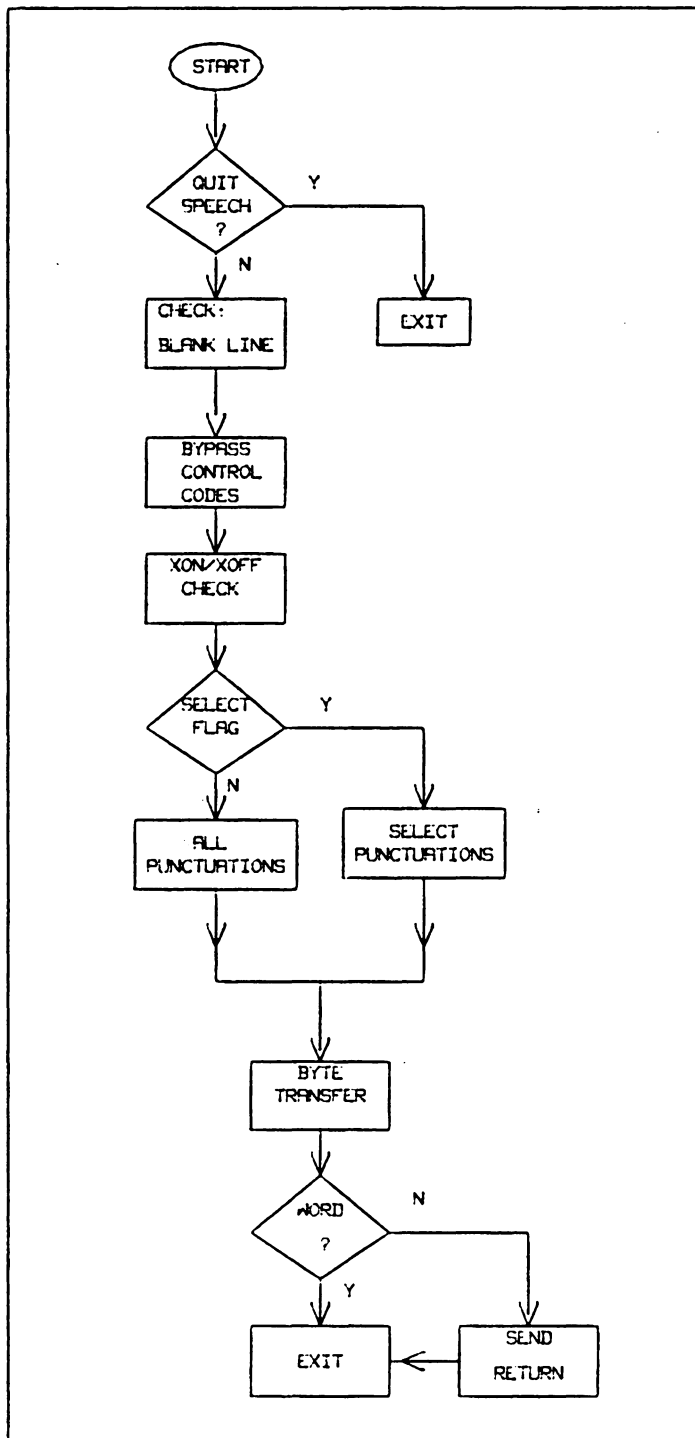 START
QUIT
SPEECH
?
Y
N
CHECK:
BLANK LINE
EXIT
BYPASS
CONTROL
CODES
XON/XOFF
CHECK
SELECT
FLAG
Y
N
ALL
PUNCTUATIONS
SELECT
PUNCTUATIONS
BYTE
TRANSFER
WORD
?
N
Y
EXIT
SEND
RETURN